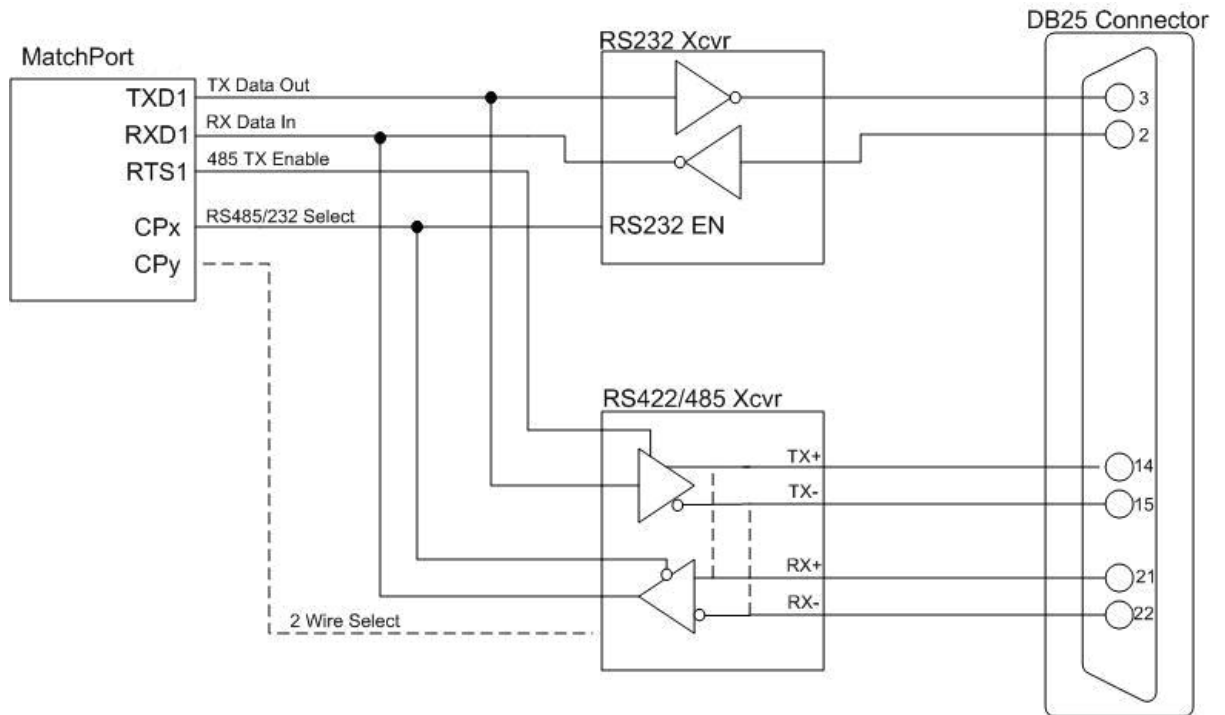 DB25 Connector
RS232 Xcvr
MatchPort
TXD1
TX Data Out
3
RXD1
RX Data In
2
RTS1
485 TX Enable
CPx
RS485/232 Select
RS232 EN
CPy
RS422/485 Xcvr
TX+
14
TX-
15
RX+
21
RX-
22
2 Wire Select